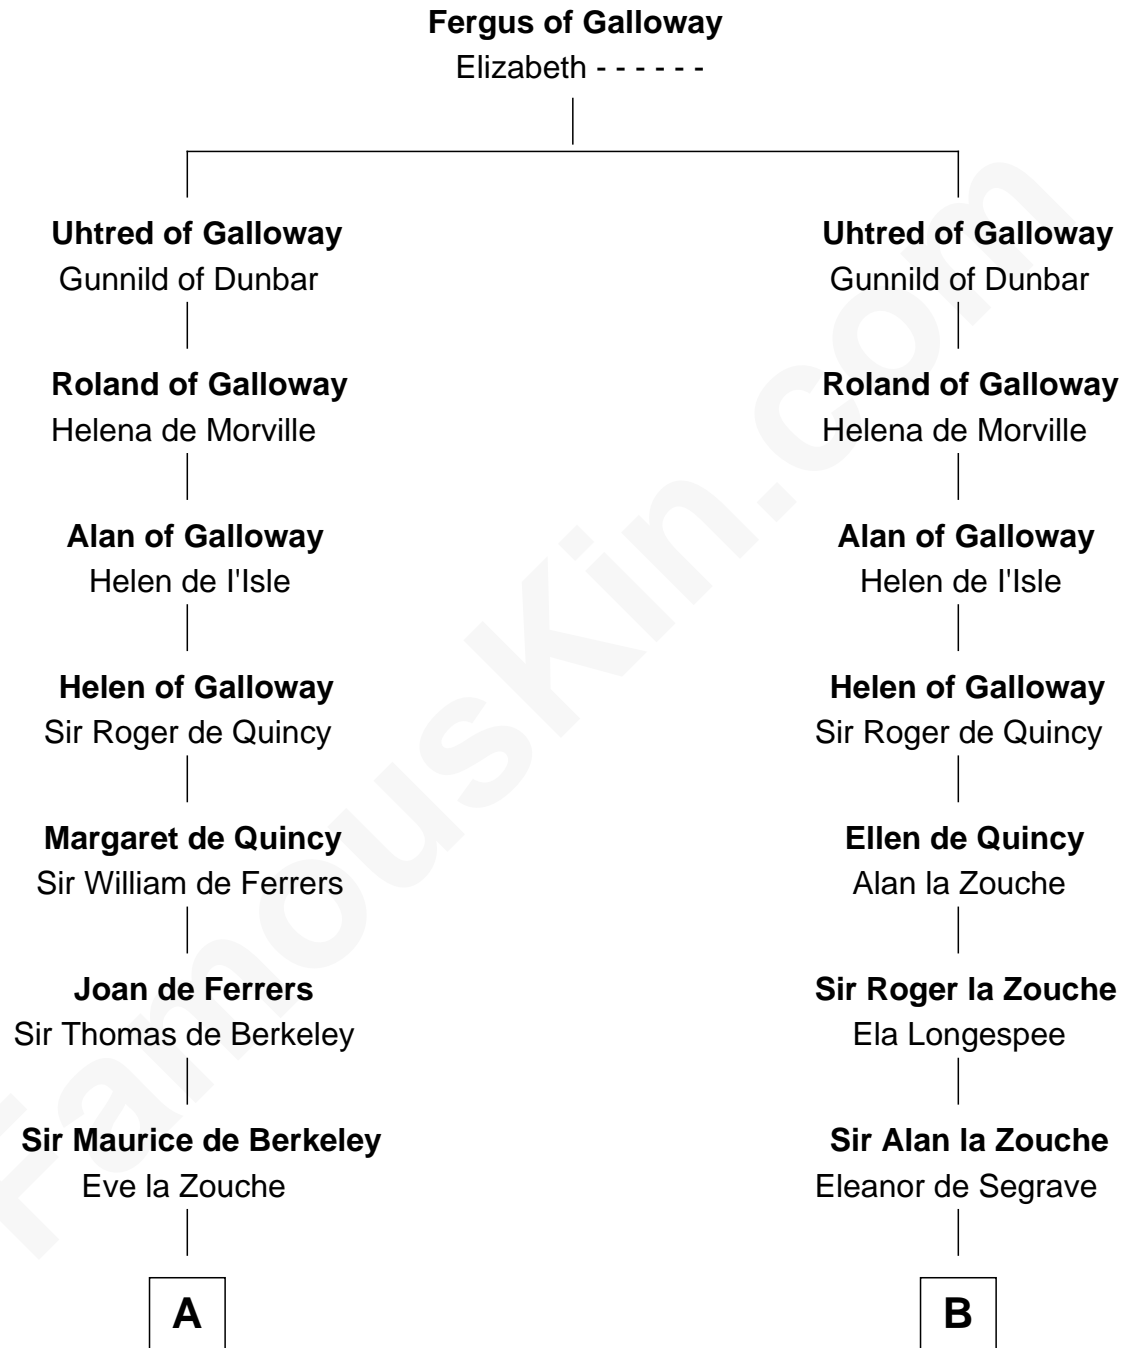 Fergus of Galloway
Elizabeth - - - - - -
Uhtred of Galloway
Gunnild of Dunbar
Roland of Galloway
Helena de Morville
Alan of Galloway
Helen de I'Isle
Helen of Galloway
Sir Roger de Quincy
Margaret de Quincy
Sir William de Ferrers
Joan de Ferrers
Sir Thomas de Berkeley
Sir Maurice de Berkeley
Eve la Zouche
A
Uhtred of Galloway
Gunnild of Dunbar
Roland of Galloway
Helena de Morville
Alan of Galloway
Helen de I'Isle
Helen of Galloway
Sir Roger de Quincy
Ellen de Quincy
Alan la Zouche
Sir Roger la Zouche
Ela Longespee
Sir Alan la Zouche
Eleanor de Segrave
B
FamousKin.com